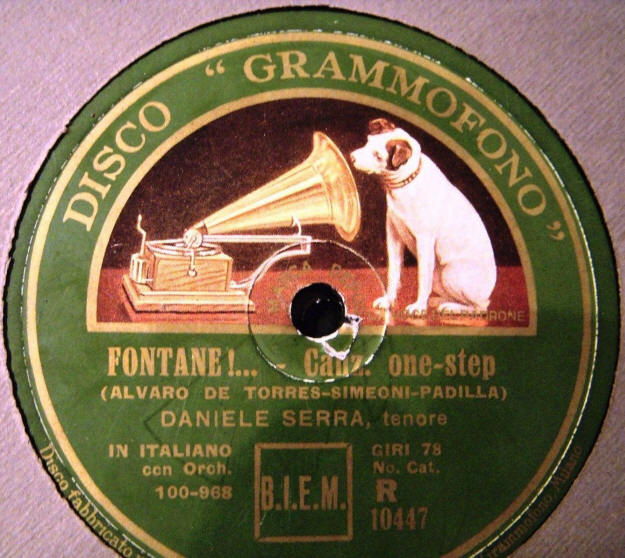 DISCO “GRAMMOFONO”
FONTANE!... - Canz. one-step
(ALVARO DE TORRES-SIMEONI-PADILLA)
DANIELE SERRA, tenore
IN ITALIANO
con Orch.
100-968
B.I.E.M.
GIRI 78
No. Cat.
R
10447
Disco fabbricato
Milano